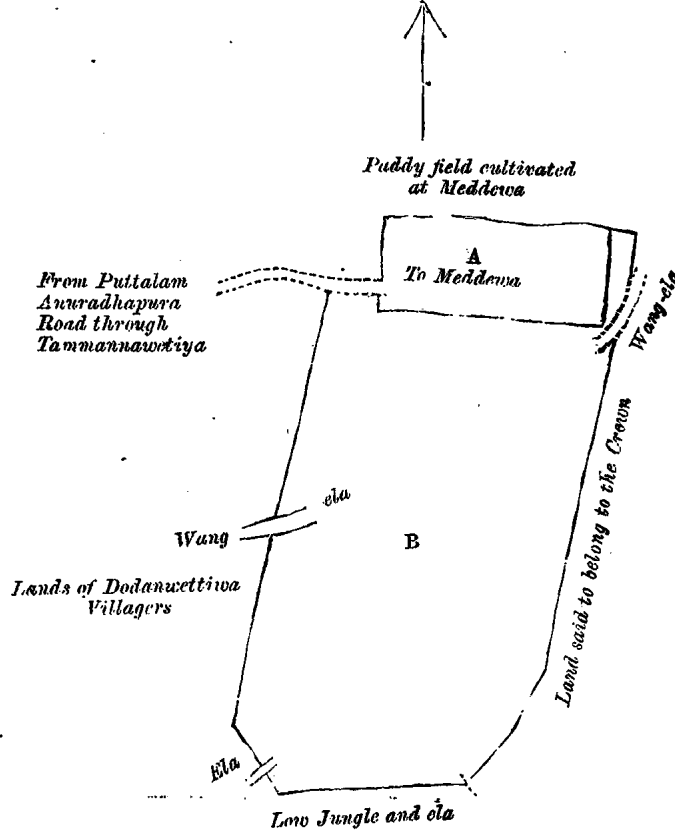 Paddy field cultivated
at Meddewa
A
To Meddewa
From Puttalam
Anuradhapura
Road through
Tammannawetiya
Wang-ela
Land said to belong to the Crown
Wang ela
B
Lands of Dodanwettiwa
Villagers
Ela
Low Jungle and ela